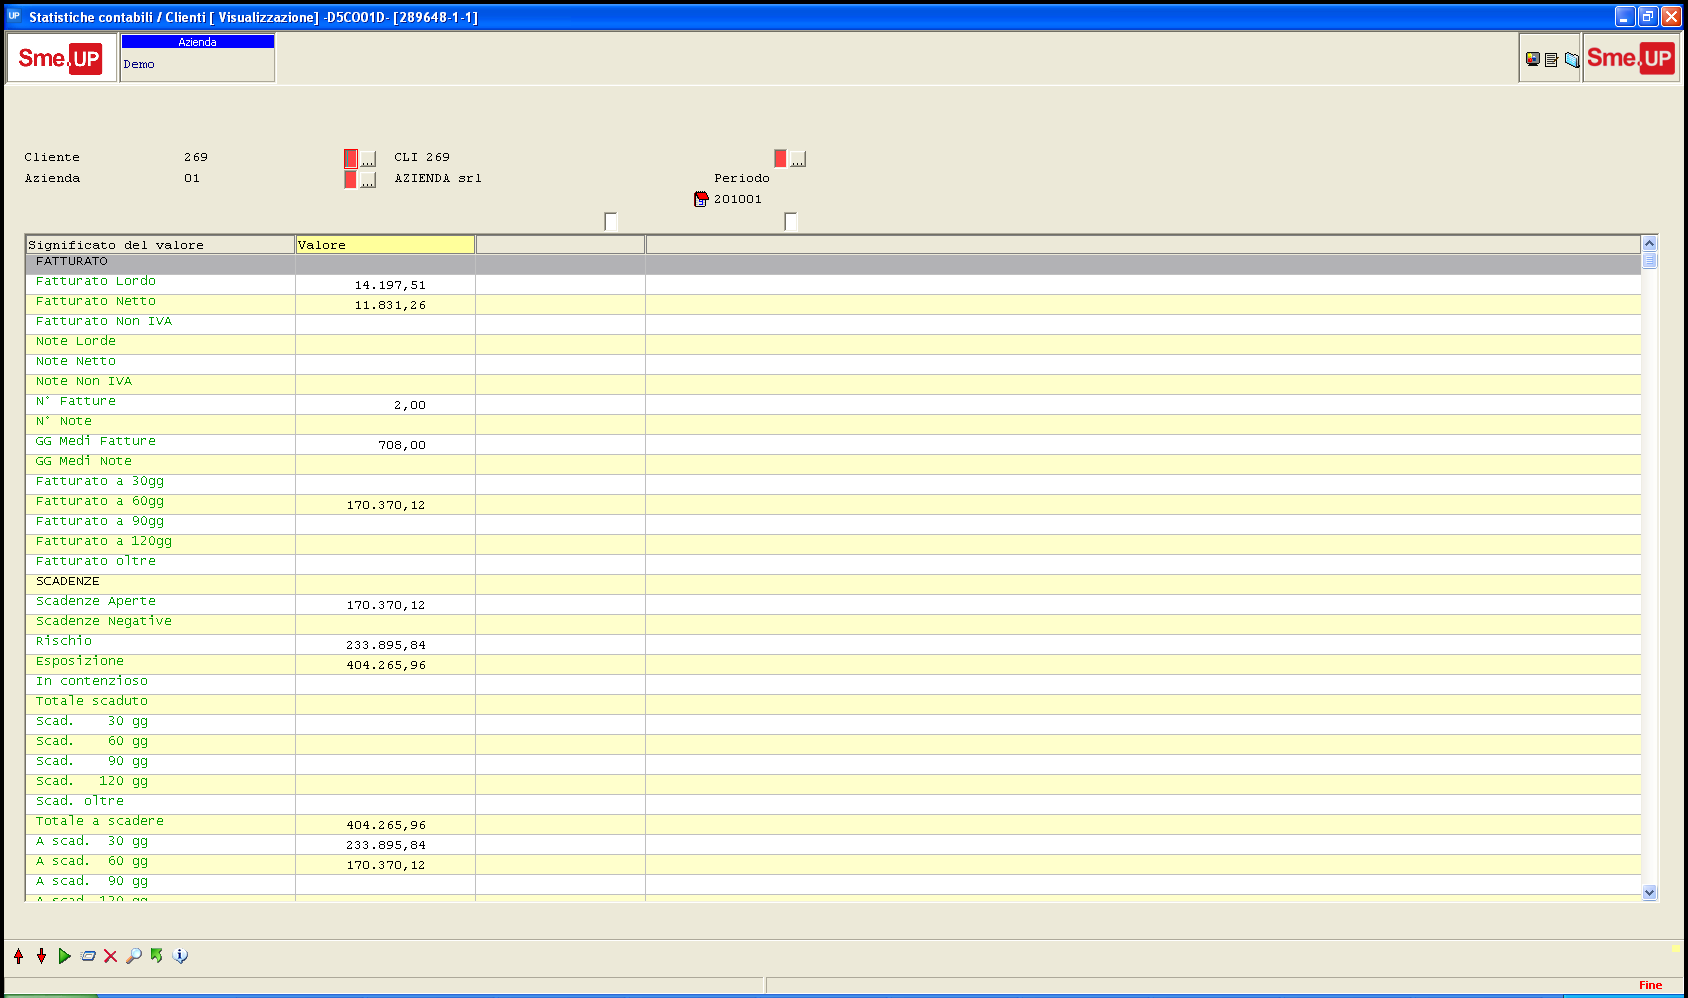 UP Statistiche contabili / Clienti [ Visualizzazione] -D5CO01D- [289648-1-1]
Sme.UP
Azienda
Demo
Sme.UP
Cliente 269 ... CLI 269 ...
Azienda 01 ... AZIENDA srl Periodo
201001
Significato del valore Valore
FATTURATO
Fatturato Lordo 14.197,51
Fatturato Netto 11.831,26
Fatturato Non IVA
Note Lorde
Note Netto
Note Non IVA
N° Fatture 2,00
N° Note
GG Medi Fatture 708,00
GG Medi Note
Fatturato a 30gg
Fatturato a 60gg 170.370,12
Fatturato a 90gg
Fatturato a 120gg
Fatturato oltre
SCADENZE
Scadenze Aperte 170.370,12
Scadenze Negative
Rischio 233.895,84
Esposizione 404.265,96
In contenzioso
Totale scaduto
Scad. 30 gg
Scad. 60 gg
Scad. 90 gg
Scad. 120 gg
Scad. oltre
Totale a scadere 404.265,96
A scad. 30 gg 233.895,84
A scad. 60 gg 170.370,12
A scad. 90 gg
A scad. 120 gg
Fine